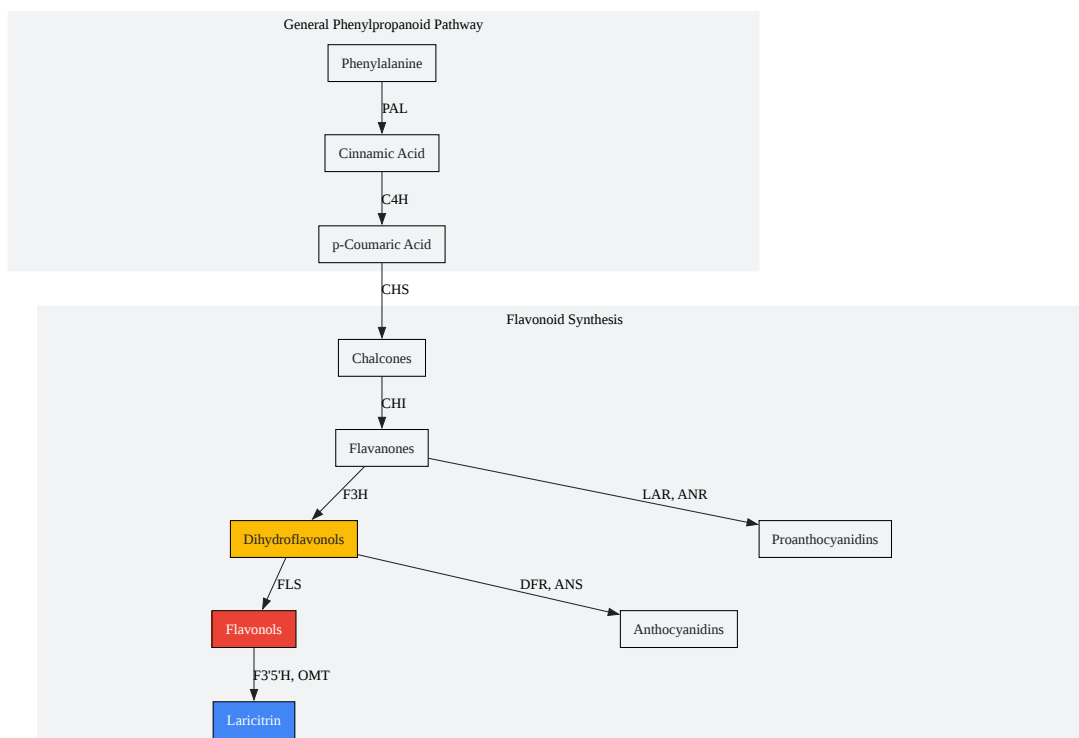 General Phenylpropanoid Pathway
Phenylalanine
PAL
Cinnamic Acid
C4H
p-Coumaric Acid
CHS
Flavonoid Synthesis
Chalcones
CHI
Flavanones
F3H
LAR, ANR
Dihydroflavonols
Proanthocyanidins
FLS
DFR, ANS
Flavonols
Anthocyanidins
F3'5'H, OMT
Laricitrin